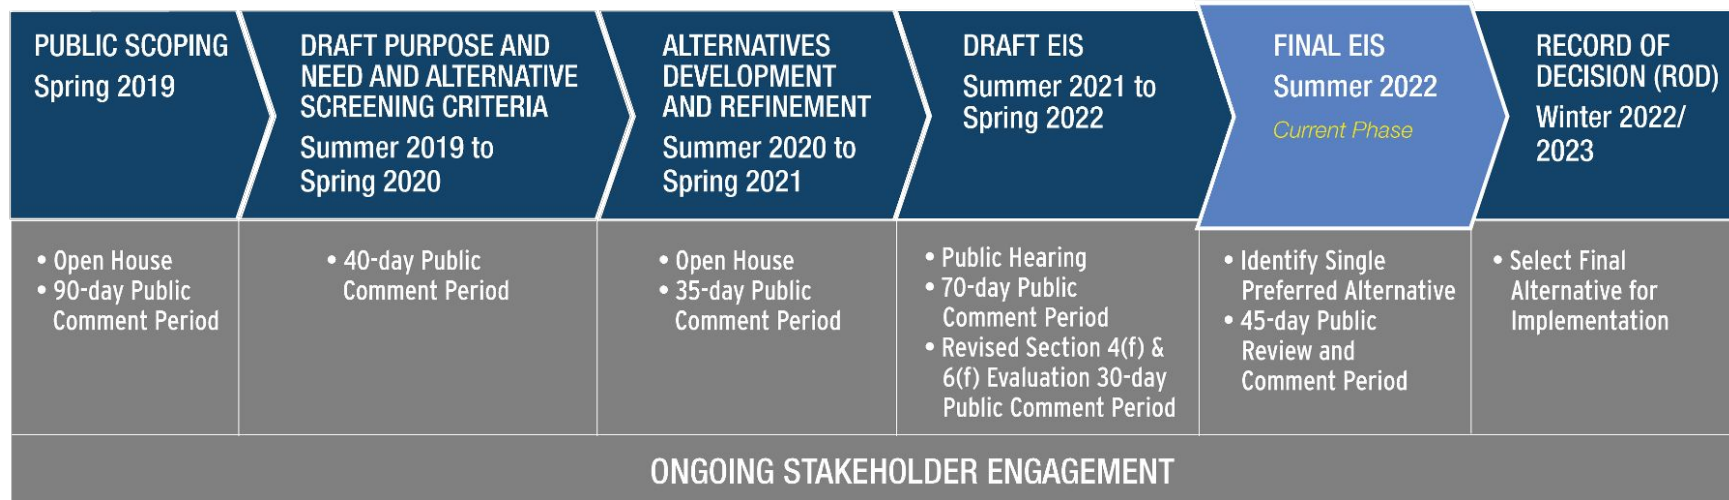 PUBLIC SCOPING
Spring 2019
DRAFT PURPOSE AND
NEED AND ALTERNATIVE
SCREENING CRITERIA
Summer 2019 to
Spring 2020
ALTERNATIVES
DEVELOPMENT
AND REFINEMENT
Summer 2020 to
Spring 2021
DRAFT EIS
Summer 2021 to
Spring 2022
FINAL EIS
Summer 2022
Current Phase
RECORD OF
DECISION (ROD)
Winter 2022/
2023
• Open House
• 90-day Public
Comment Period
• 40-day Public
Comment Period
• Open House
• 35-day Public
Comment Period
• Public Hearing
• 70-day Public
Comment Period
• Revised Section 4(f) &
6(f) Evaluation 30-day
Public Comment Period
• Identify Single
Preferred Alternative
• 45-day Public
Review and
Comment Period
• Select Final
Alternative for
Implementation
ONGOING STAKEHOLDER ENGAGEMENT